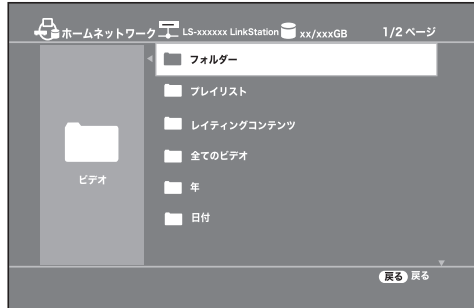 ホームネットワーク LS-xxxxxx LinkStation xx/xxxGB 1/2 ページ
フォルダー
プレイリスト
レイティングコンテンツ
全てのビデオ
年
日付
ビデオ
戻る 戻る